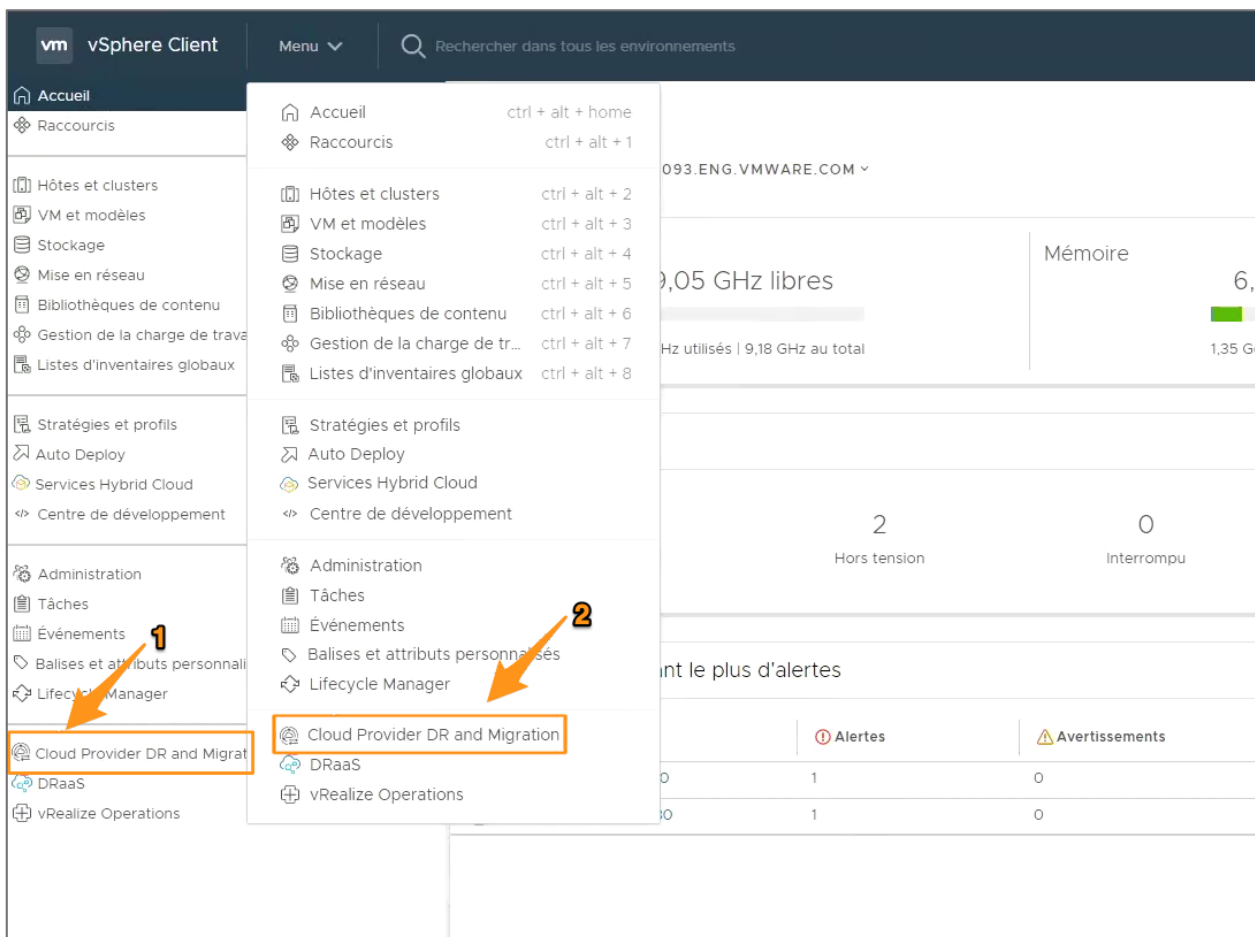 vm vSphere Client Menu Rechercher dans tous les environnements
Accueil
Raccourcis
Hôtes et clusters
VM et modèles
Stockage
Mise en réseau
Bibliothèques de contenu
Gestion de la charge de trava
Listes d'inventaires globaux
Stratégies et profils
Auto Deploy
Services Hybrid Cloud
Centre de développement
Administration
Tâches
Événements
1
Balises et attributs personnali
Lifecycle Manager
Cloud Provider DR and Migrat
DRaaS
vRealize Operations
Accueil ctrl + alt + home
Raccourcis ctrl + alt + 1
Hôtes et clusters ctrl + alt + 2
VM et modèles ctrl + alt + 3
Stockage ctrl + alt + 4
Mise en réseau ctrl + alt + 5
Bibliothèques de contenu ctrl + alt + 6
Gestion de la charge de tr... ctrl + alt + 7
Listes d'inventaires globaux ctrl + alt + 8
Stratégies et profils
Auto Deploy
Services Hybrid Cloud
Centre de développement
Administration
Tâches
2
Événements
Balises et attributs personnalisés
Lifecycle Manager
Cloud Provider DR and Migration
DRaaS
vRealize Operations
093.ENG.VMWARE.COM
Mémoire
9,05 GHz libres 6,
Hz utilisés | 9,18 GHz au total 1,35 G
2 0
Hors tension Interrompu
ant le plus d'alertes
Alertes Avertissements
0 1 0
30 1 0